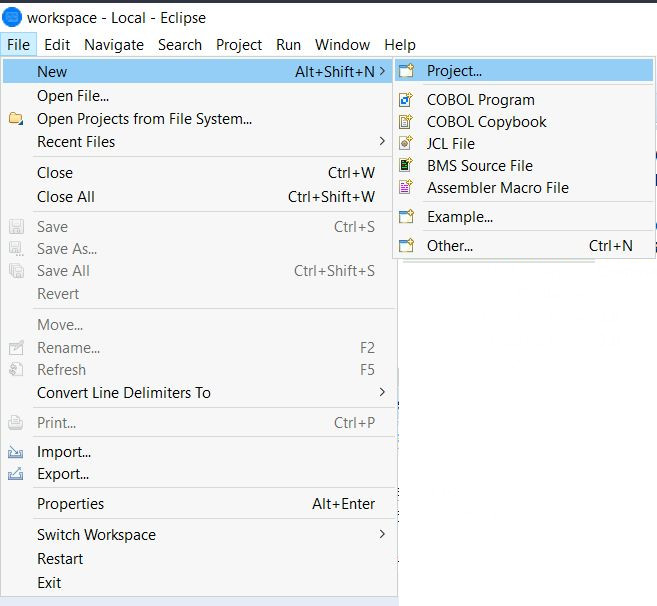 workspace - Local - Eclipse
File Edit Navigate Search Project Run Window Help
New Alt+Shift+N
Open File...
Open Projects from File System...
Recent Files
Close Ctrl+W
Close All Ctrl+Shift+W
Save Ctrl+S
Save As...
Save All Ctrl+Shift+S
Revert
Move...
Rename... F2
Refresh F5
Convert Line Delimiters To
Print... Ctrl+P
Import...
Export...
Properties Alt+Enter
Switch Workspace
Restart
Exit
Project...
COBOL Program
COBOL Copybook
JCL File
BMS Source File
Assembler Macro File
Example...
Other... Ctrl+N